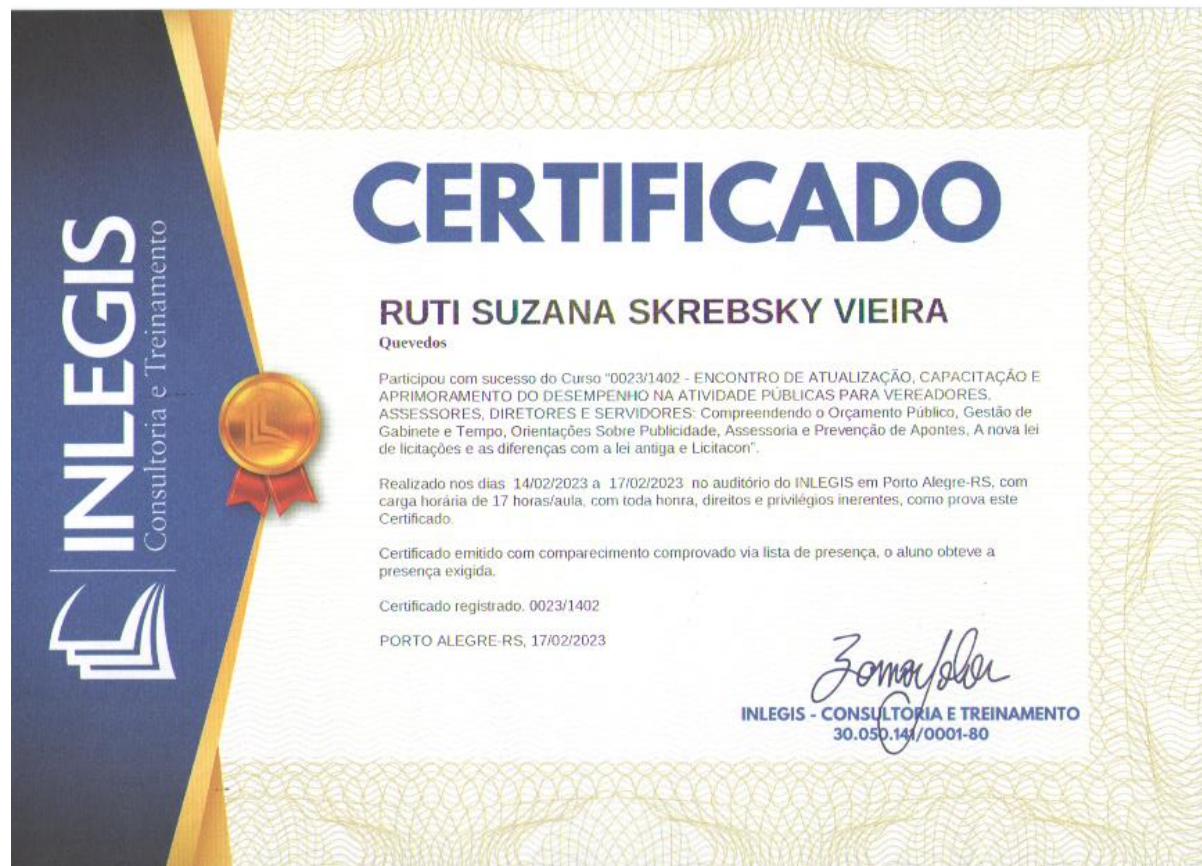 INLEGIS
Consultoria e Treinamento
CERTIFICADO
RUTI SUZANA SKREBSKY VIEIRA
Quevedos
Participou com sucesso do Curso "0023/1402 - ENCONTRO DE ATUALIZAÇÃO, CAPACITAÇÃO E
APRIMORAMENTO DO DESEMPENHO NA ATIVIDADE PÚBLICAS PARA VEREADORES,
ASSESSORES, DIRETORES E SERVIDORES: Compreendendo o Orçamento Público, Gestão de
Gabinete e Tempo, Orientações Sobre Publicidade, Assessoria e Prevenção de Apontes, A nova lei
de licitações e as diferenças com a lei antiga e Licitacon".
Realizado nos dias 14/02/2023 a 17/02/2023 no auditório do INLEGIS em Porto Alegre-RS, com
carga horária de 17 horas/aula, com toda honra, direitos e privilégios inerentes, como prova este
Certificado.
Certificado emitido com comparecimento comprovado via lista de presença, o aluno obteve a
presença exigida.
Certificado registrado. 0023/1402
PORTO ALEGRE-RS, 17/02/2023
INLEGIS - CONSULTORIA E TREINAMENTO
30.050.141/0001-80